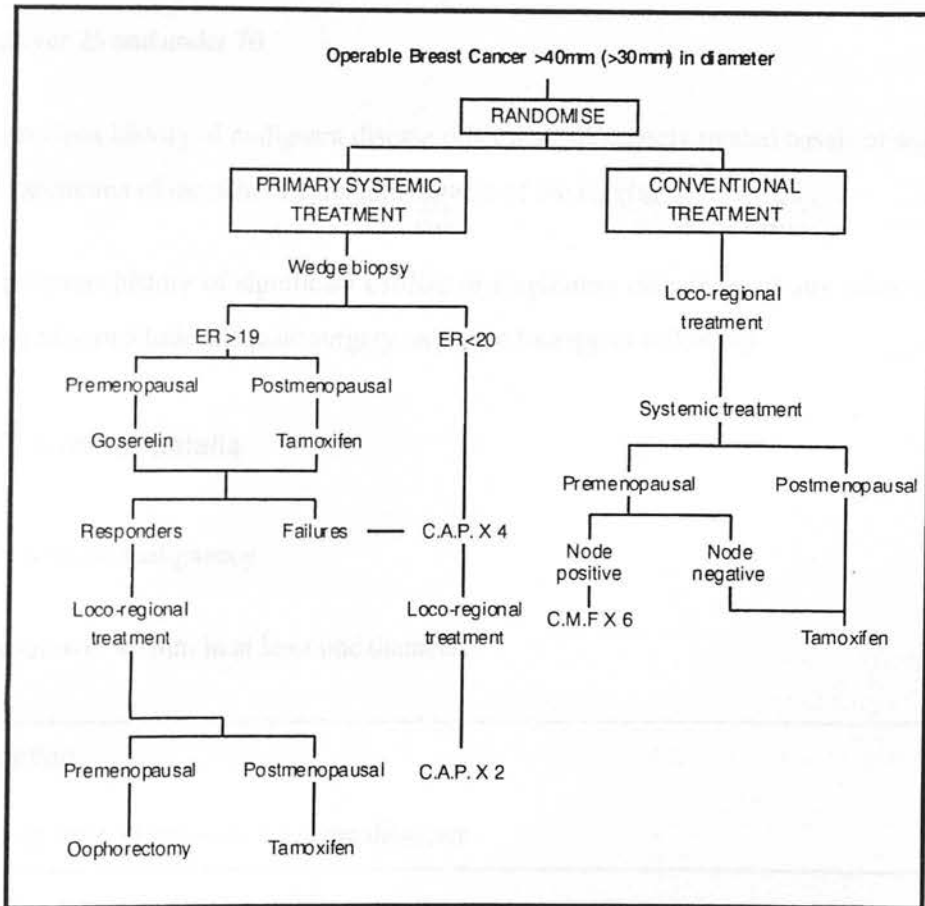 Operable Breast Cancer >40mm (>30mm) in diameter
RANDOMISE
PRIMARY SYSTEMIC
TREATMENT
CONVENTIONAL
TREATMENT
Wedge biopsy
Loco-regional
treatment
ER >19
ER<20
Premenopausal
Postmenopausal
Systemic treatment
Goserelin
Tamoxifen
Premenopausal
Postmenopausal
Responders
Failures
C.A.P. X 4
Node
positive
Node
negative
Loco-regional
treatment
Loco-regional
treatment
C.M.F X 6
Tamoxifen
Premenopausal
Postmenopausal
C.A.P. X 2
Oophorectomy
Tamoxifen